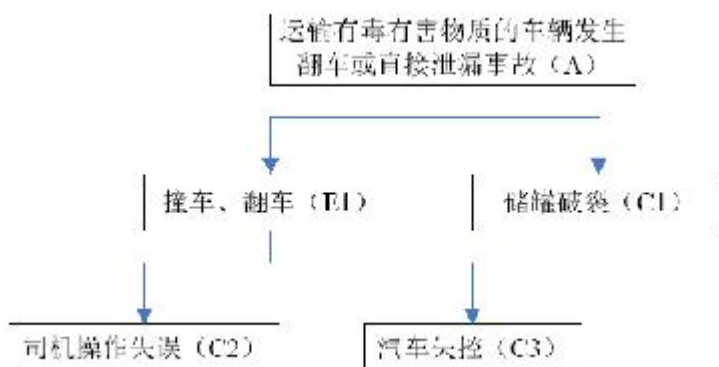 运输有毒有害物质的车辆发生
翻车或直接泄漏事故（A）
撞车、翻车（E1）
储罐破裂（C1）
司机操作失误（C2）
汽车失控（C3）